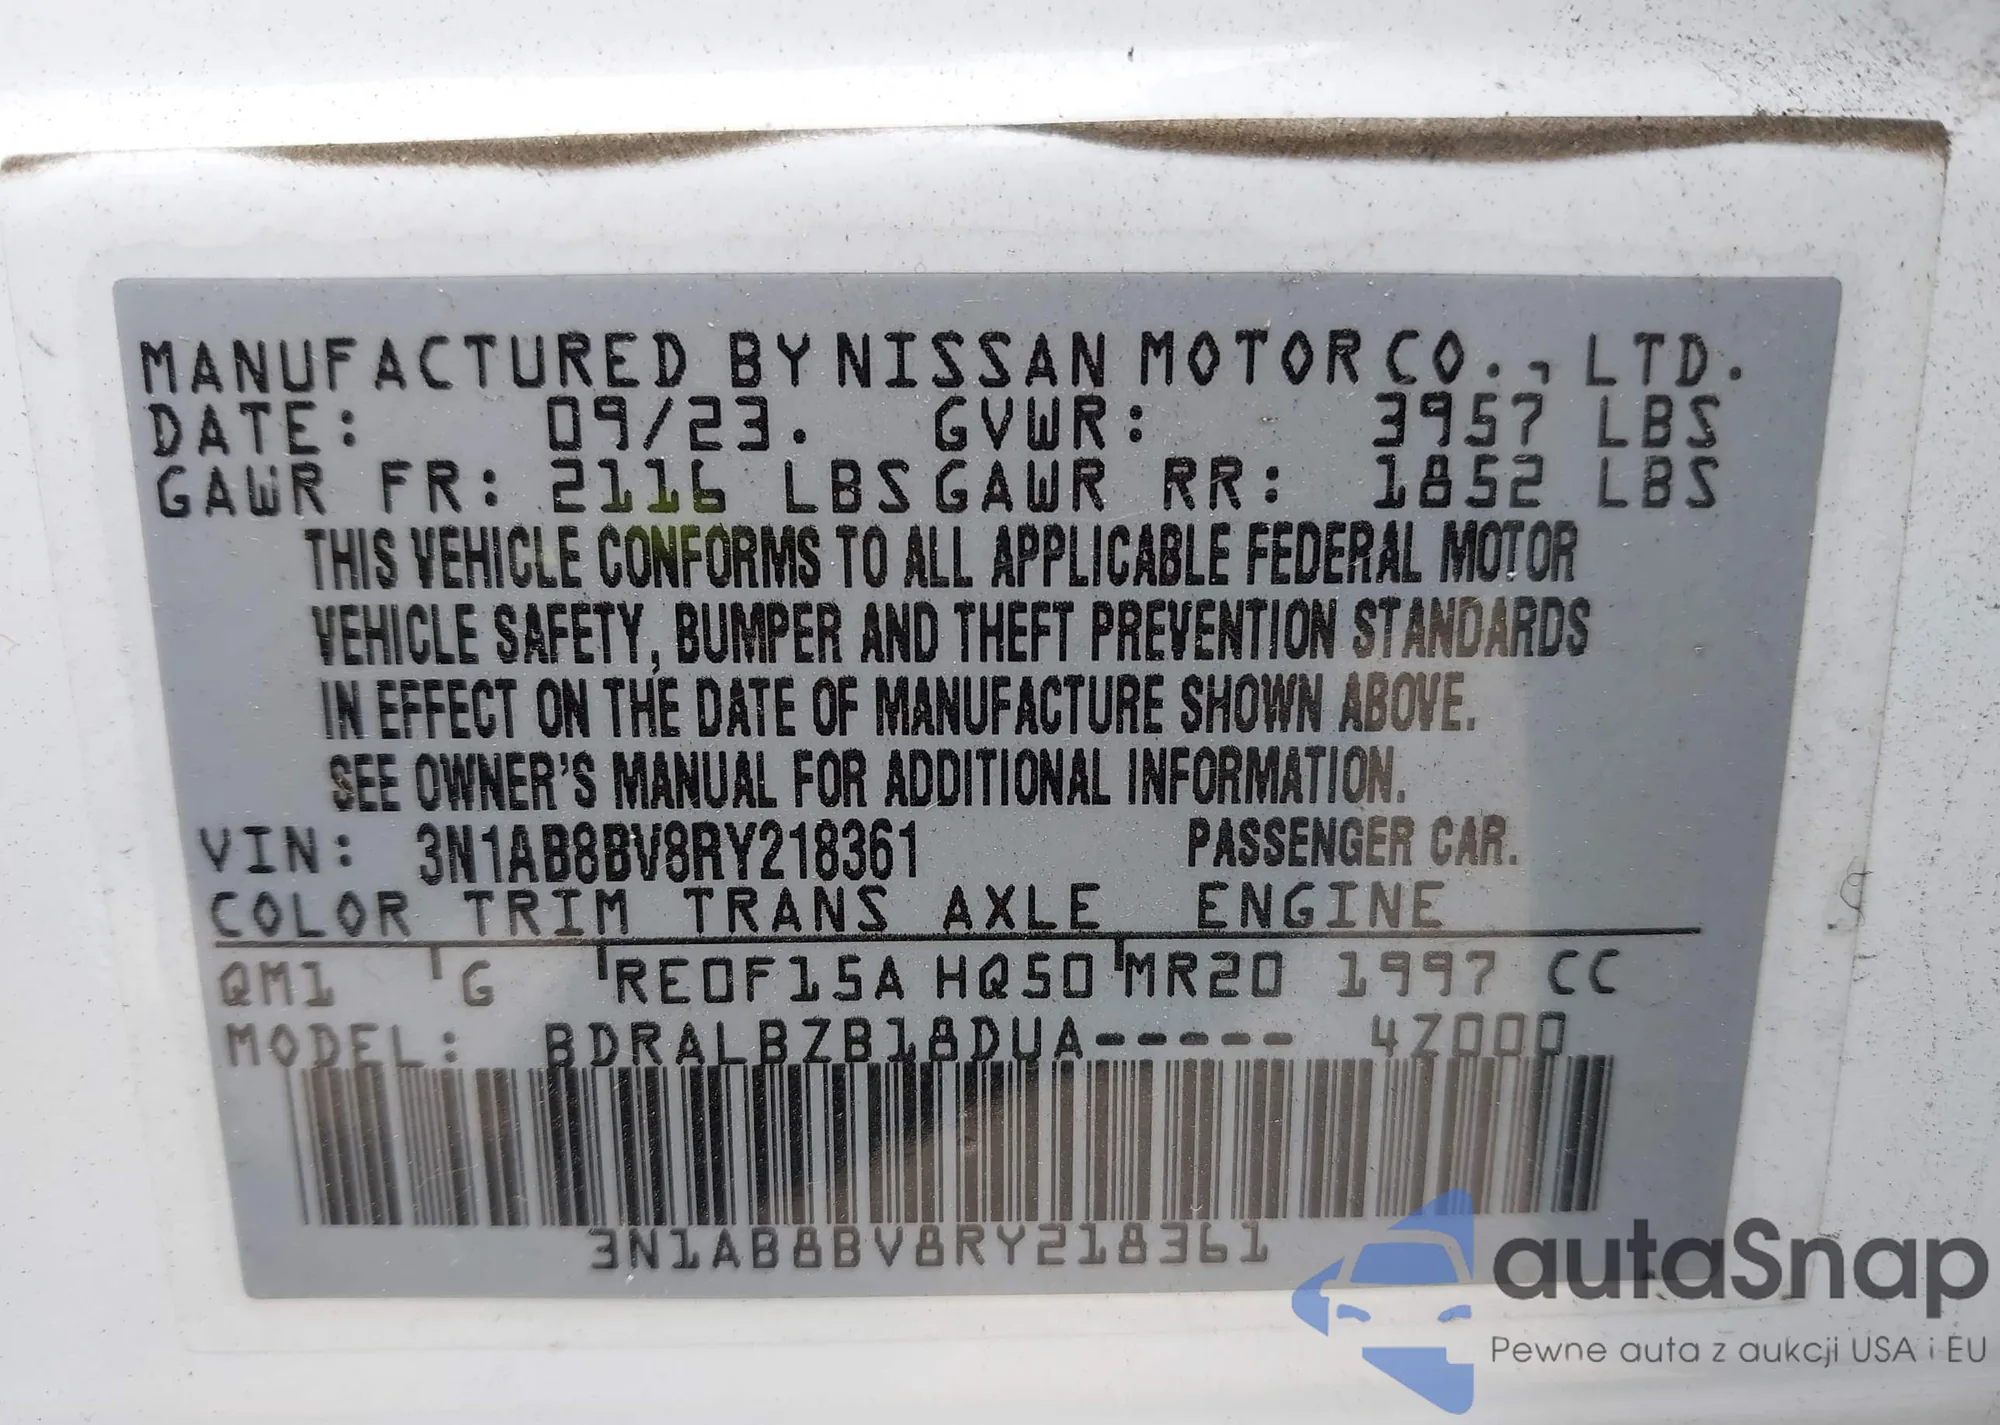 MANUFACTURED BY NISSAN MOTOR CO., LTD.
DATE: 09/23. GVWR: 3957 LBS
GAWR FR: 2116 LBS GAWR RR: 1852 LBS
THIS VEHICLE CONFORMS TO ALL APPLICABLE FEDERAL MOTOR
VEHICLE SAFETY, BUMPER AND THEFT PREVENTION STANDARDS
IN EFFECT ON THE DATE OF MANUFACTURE SHOWN ABOVE.
SEE OWNER'S MANUAL FOR ADDITIONAL INFORMATION.
VIN: 3N1AB8BV8RY218361 PASSENGER CAR.
COLOR TRIM TRANS AXLE ENGINE
QM1 G RE0F15A HQ50 MR20 1997 CC
MODEL: BDRALBZB18DUA----- 4Z000
3N1AB8BV8RY218361
autaSnap
Pewne auta z aukcji USA i EU